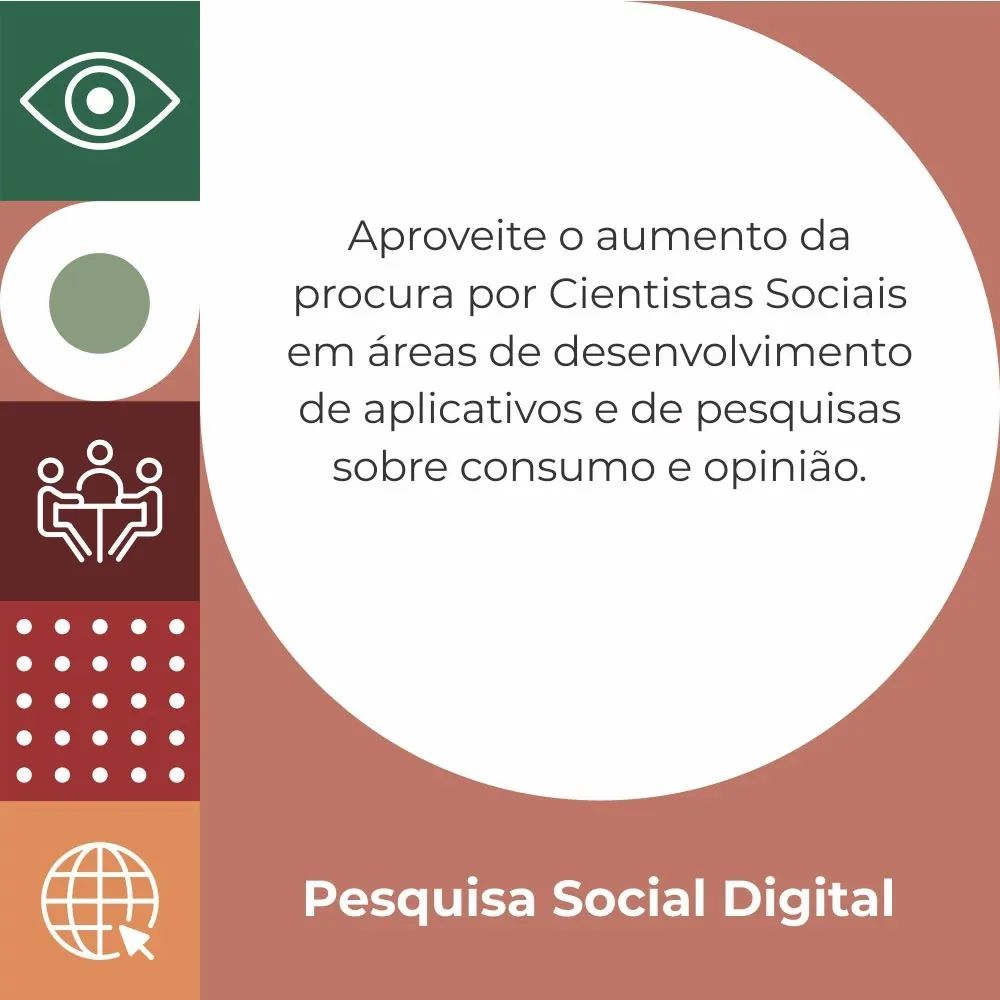 Aproveite o aumento da
procura por Cientistas Sociais
em áreas de desenvolvimento
de aplicativos e de pesquisas
sobre consumo e opinião.
Pesquisa Social Digital